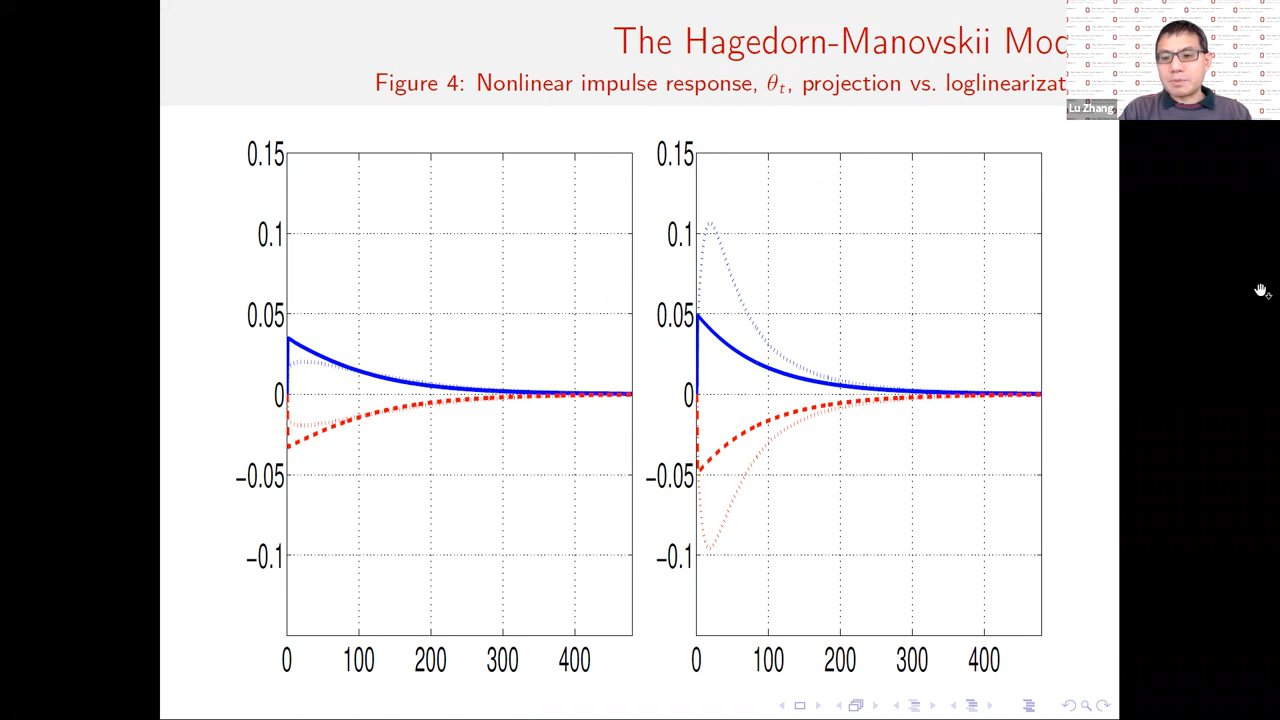 The Hagedorn-Manovskii Mod
Figure 4: Nonlinear impulse response, θt, projection vs. loglinearizat
Lu Zhang
0.15
0.1
0.05
0
−0.05
−0.1
0 100 200 300 400
0.15
0.1
0.05
0
−0.05
−0.1
0 100 200 300 400